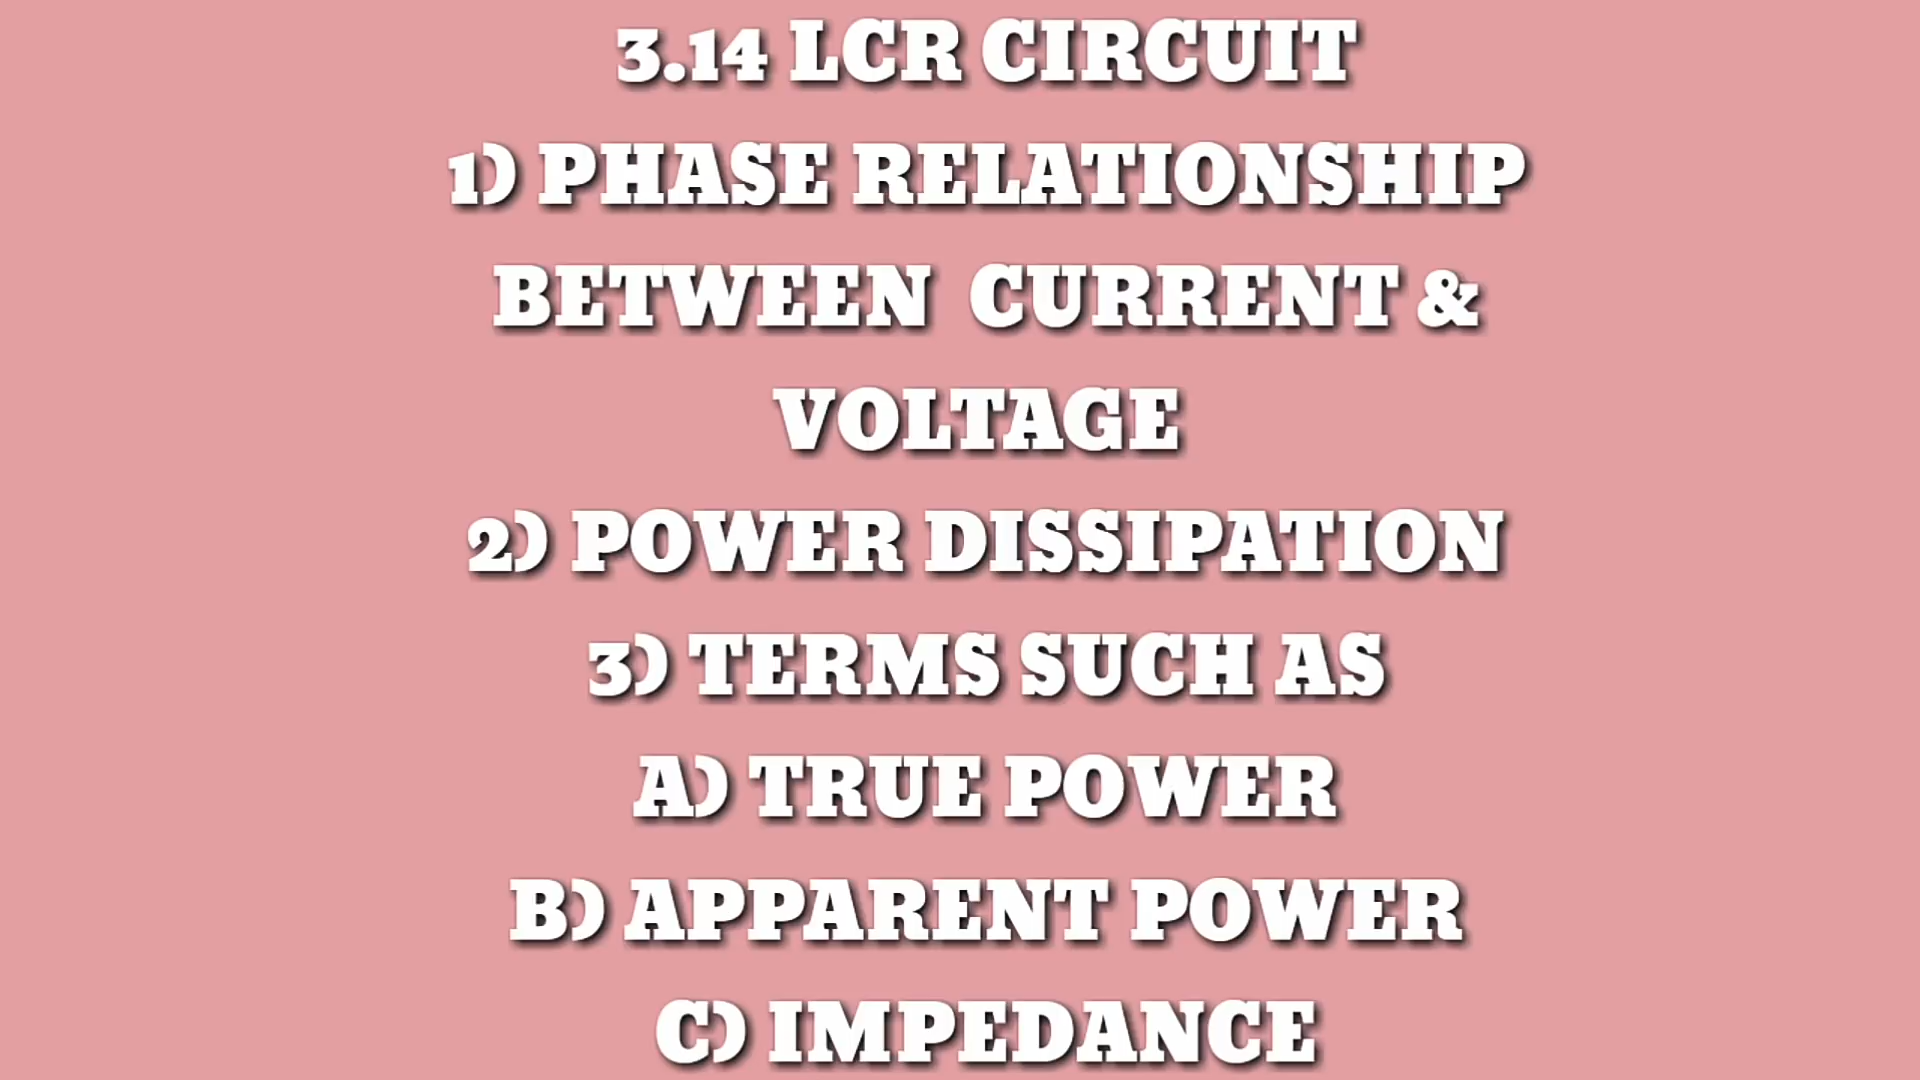 3.14 LCR CIRCUIT
1) PHASE RELATIONSHIP
BETWEEN CURRENT &
VOLTAGE
2) POWER DISSIPATION
3) TERMS SUCH AS
A) TRUE POWER
B) APPARENT POWER
C) IMPEDANCE